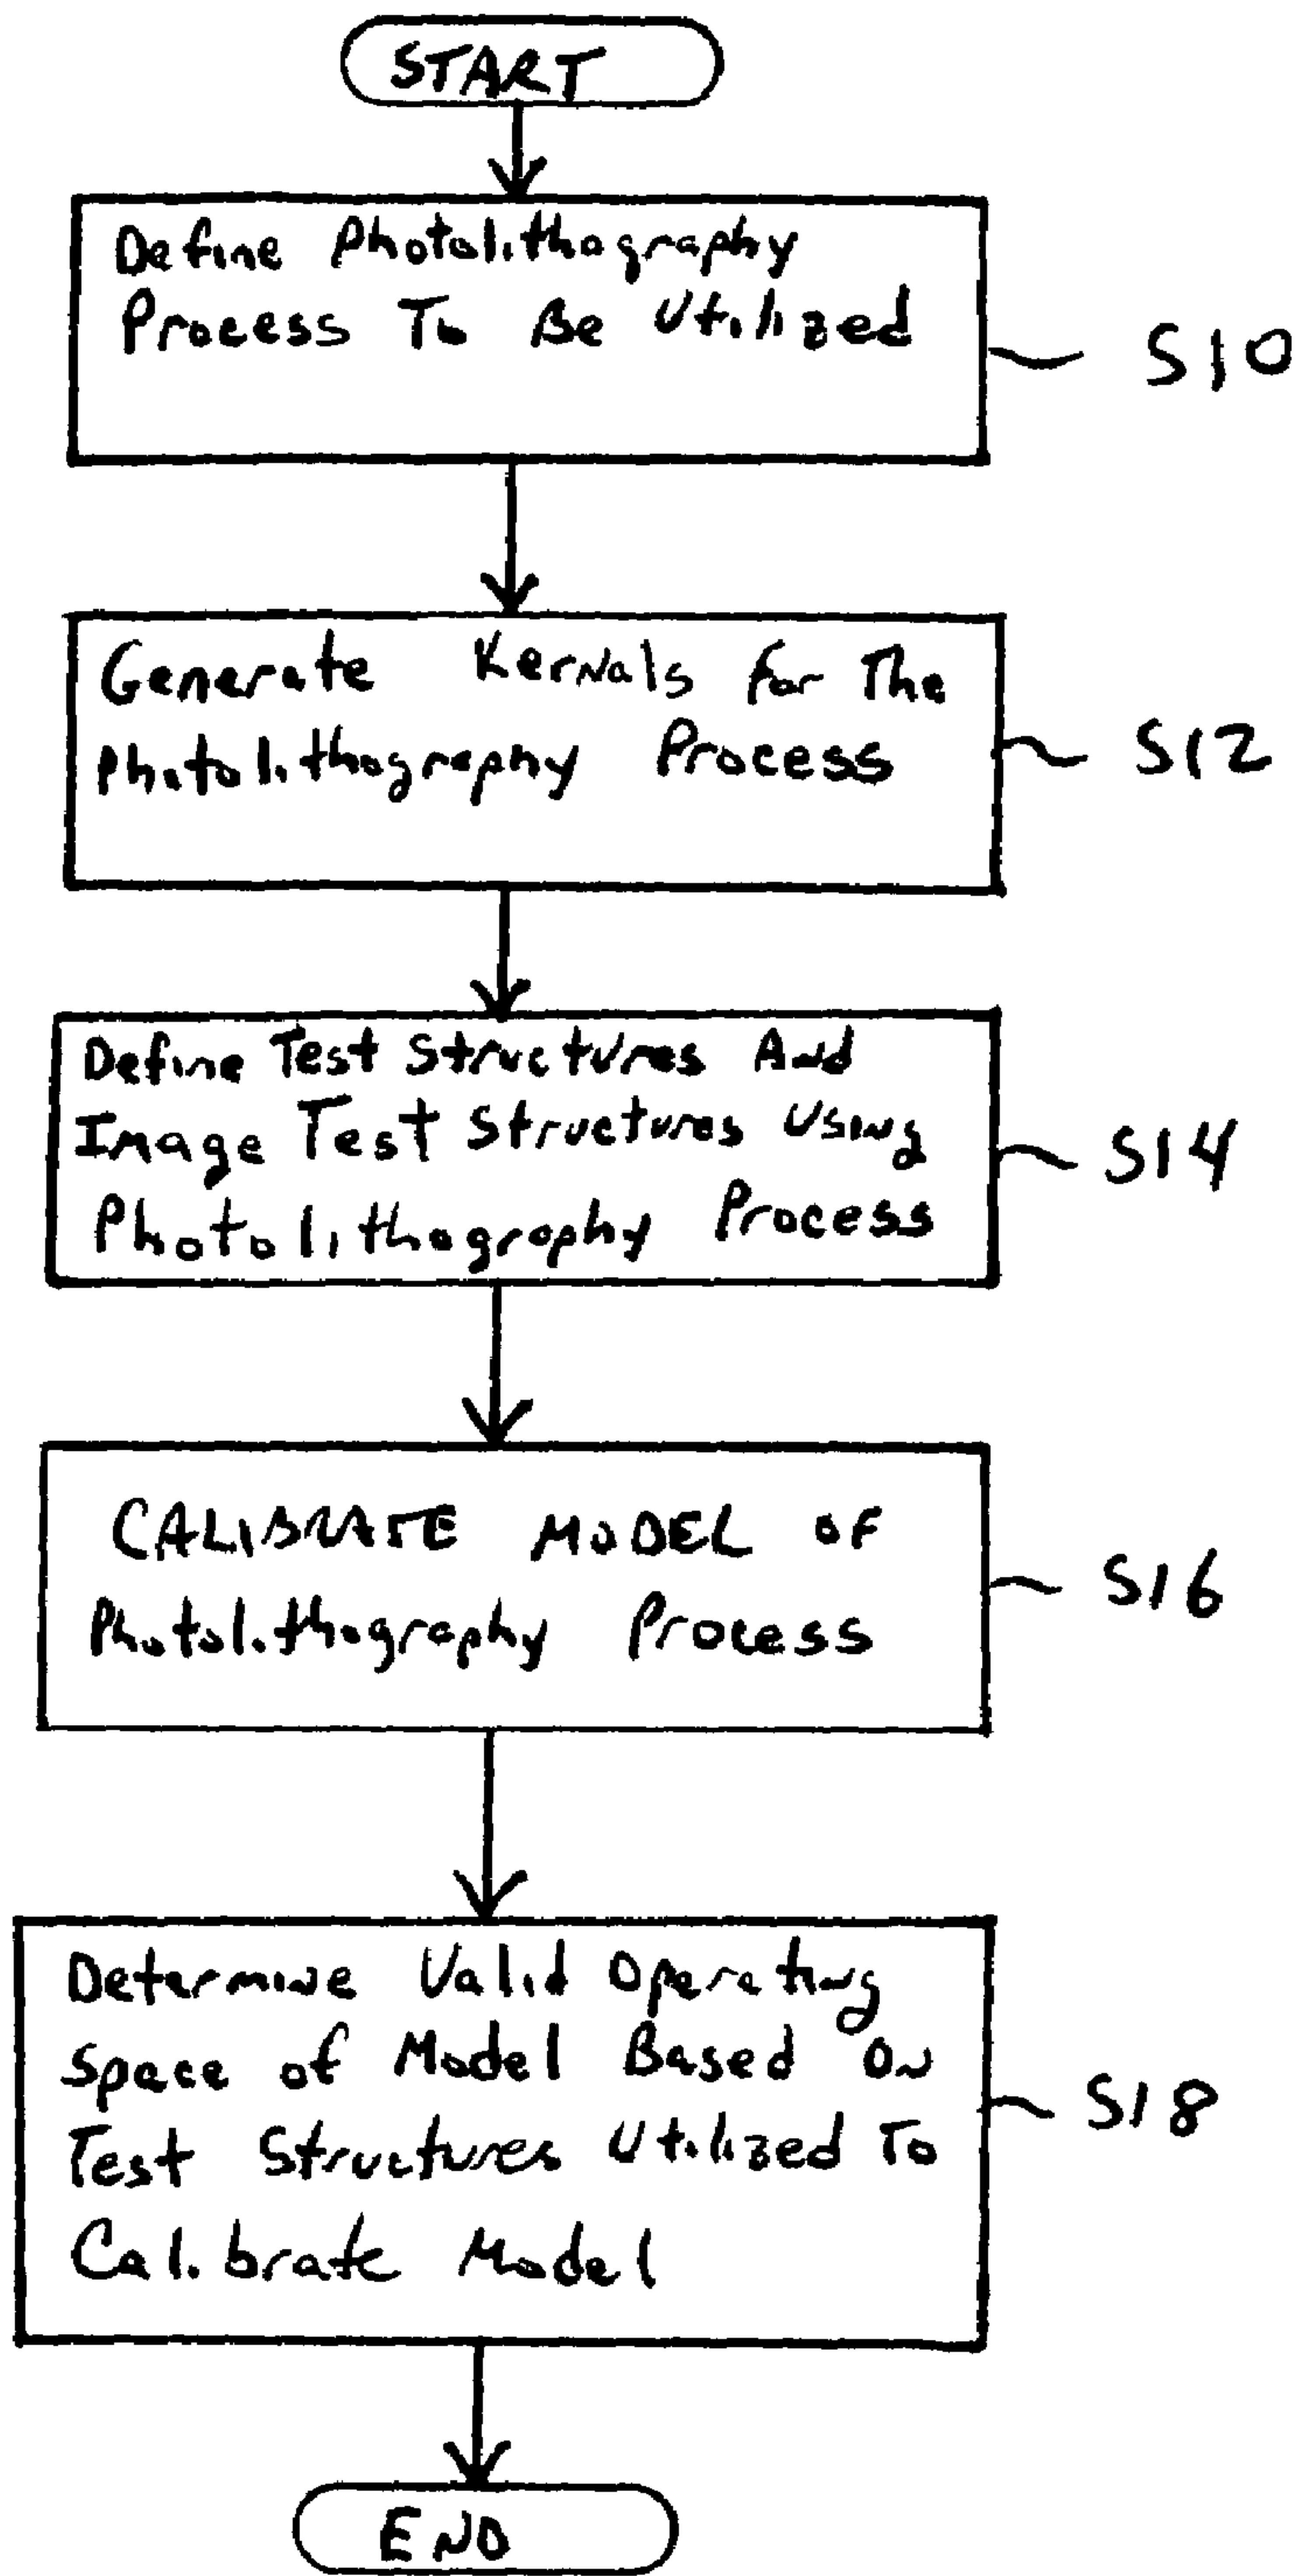 START
Define Photolithography
Process To Be Utilized
S10
Generate Kernals for The
Photolithography Process
S12
Define Test Structures And
Image Test Structures Using
Photolithography Process
S14
CALIBRATE MODEL OF
Photolithography Process
S16
Determine Valid Operating
Space of Model Based On
Test Structures Utilized To
Calibrate Model
S18
END